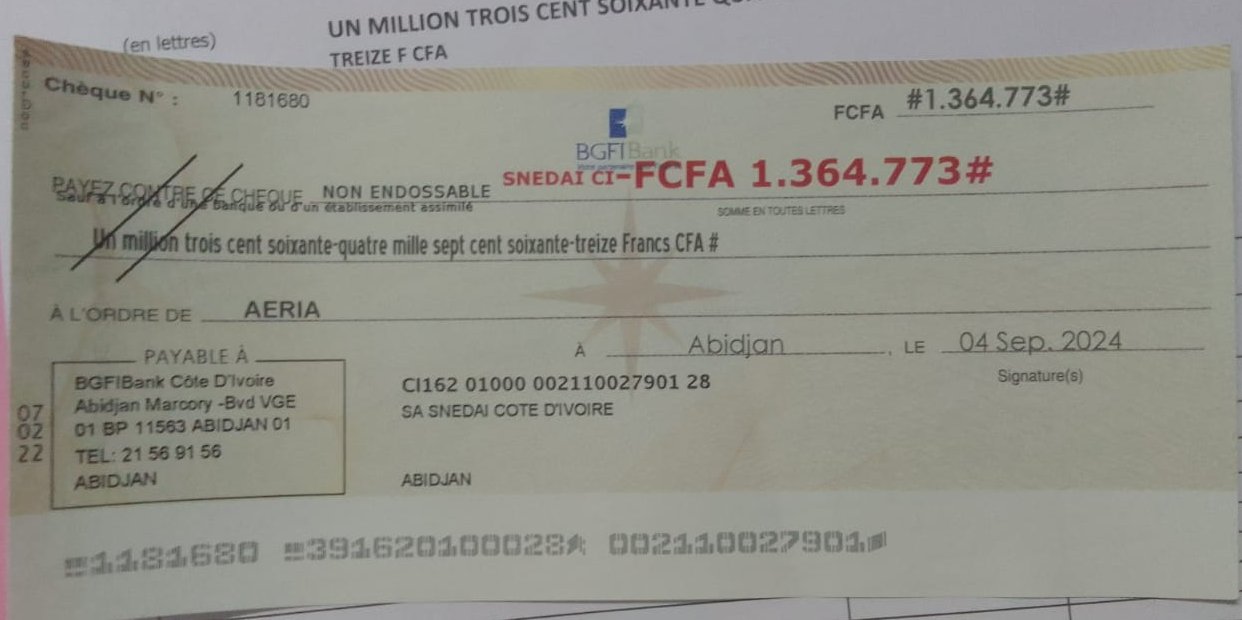 UN MILLION TROIS CENT SOIXANTE
(en lettres)
TREIZE F CFA
Chèque N° : 1181680
FCFA #1.364.773#
BGFIBank
SNEDAI CI-FCFA 1.364.773#
PAYEZ CONTRE CE CHEQUE NON ENDOSSABLE
Sauf à l'ordre d'une banque ou d'un établissement assimilé
SOMME EN TOUTES LETTRES
Un million trois cent soixante-quatre mille sept cent soixante-treize Francs CFA #
À L'ORDRE DE AERIA
À Abidjan, LE 04 Sep. 2024
Signature(s)
PAYABLE À
BGFIBank Côte D'Ivoire
Abidjan Marcory -Bvd VGE
01 BP 11563 ABIDJAN 01
TEL: 21 56 91 56
ABIDJAN
07
02
22
CI162 01000 002110027901 28
SA SNEDAI COTE D'IVOIRE
ABIDJAN
1181680 391620100028 002110027901